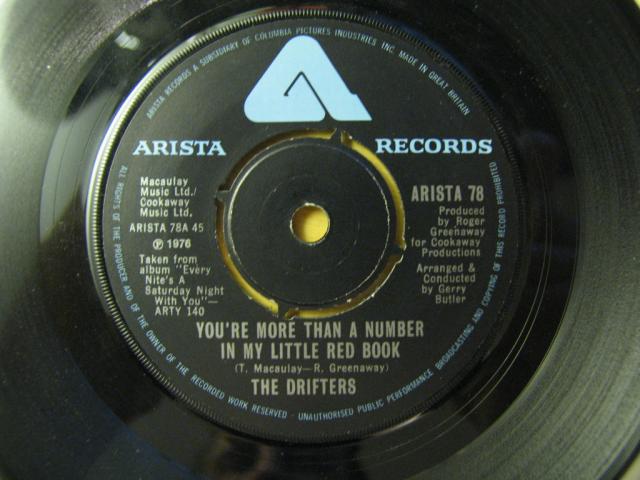 ARISTA RECORDS A SUBSIDIARY OF COLUMBIA PICTURES INDUSTRIES INC. MADE IN GREAT BRITAIN
ARISTA RECORDS
Macaulay
Music Ltd./
Cookaway
Music Ltd.
ARISTA 78A 45
℗ 1976
Taken from
album "Every
Nite's A
Saturday Night
With You"—
ARTY 140
ARISTA 78
Produced
by Roger
Greenaway
for Cookaway
Productions
Arranged &
Conducted
by Gerry
Butler
YOU'RE MORE THAN A NUMBER
IN MY LITTLE RED BOOK
(T. Macaulay—R. Greenaway)
THE DRIFTERS
ALL RIGHTS OF THE PRODUCER AND OF THE OWNER OF THE RECORDED WORK RESERVED · UNAUTHORISED PUBLIC PERFORMANCE BROADCASTING AND COPYING OF THIS RECORD PROHIBITED